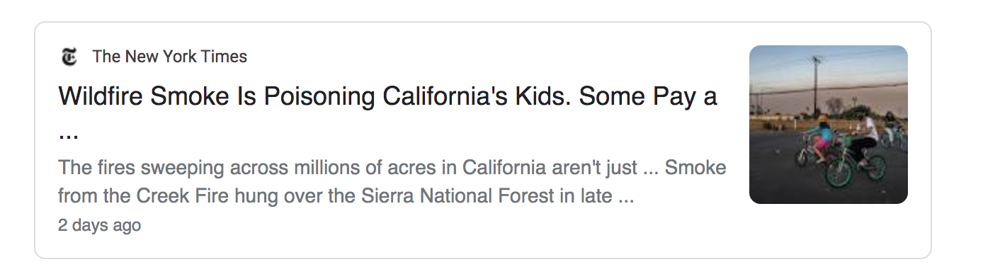 The New York Times
Wildfire Smoke Is Poisoning California's Kids. Some Pay a
...
The fires sweeping across millions of acres in California aren't just ... Smoke
from the Creek Fire hung over the Sierra National Forest in late ...
2 days ago